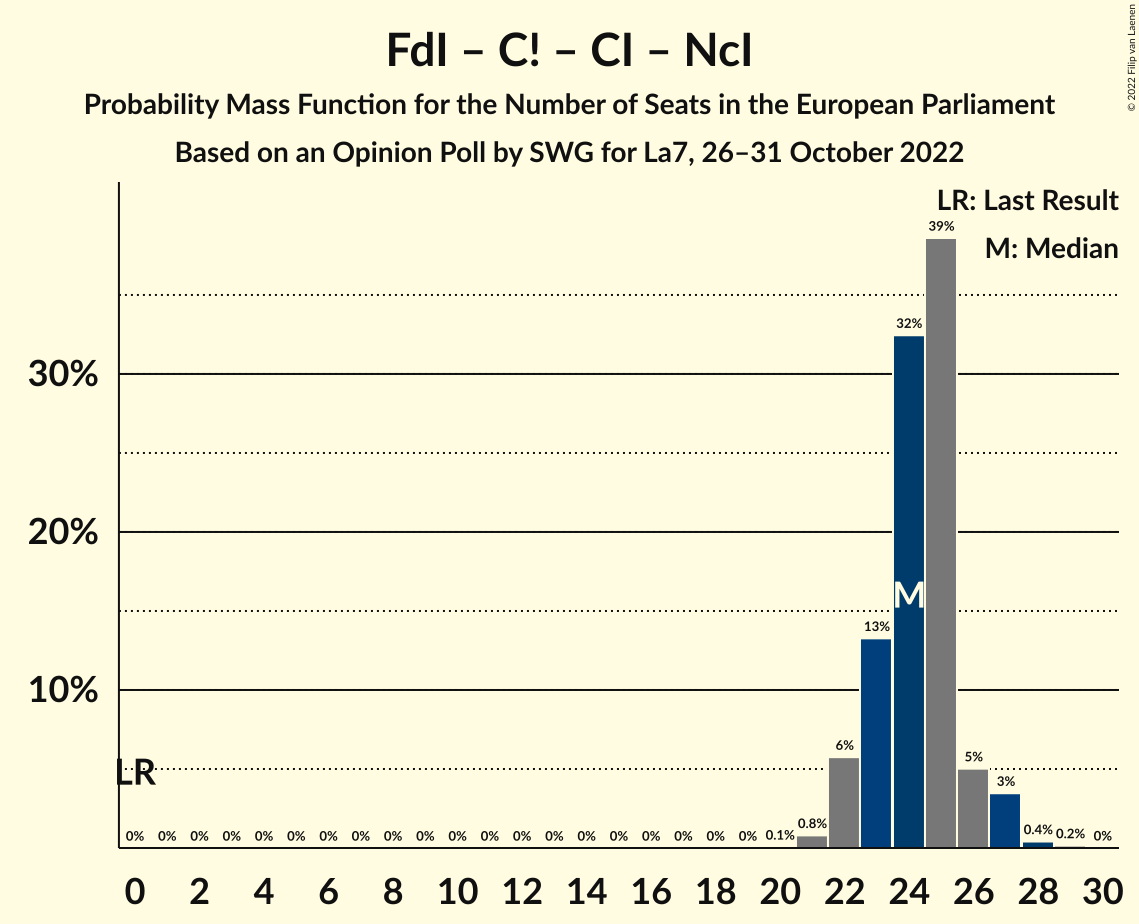 FdI – C! – CI – NcI
Probability Mass Function for the Number of Seats in the European Parliament
Based on an Opinion Poll by SWG for La7, 26–31 October 2022
© 2022 Filip van Laenen
LR: Last Result
M: Median
30%
20%
10%
LR
M
0% 0% 0% 0% 0% 0% 0% 0% 0% 0% 0% 0% 0% 0% 0% 0% 0% 0% 0% 0% 0.1% 0.8% 6% 13% 32% 39% 5% 3% 0.4% 0.2% 0%
0 2 4 6 8 10 12 14 16 18 20 22 24 26 28 30